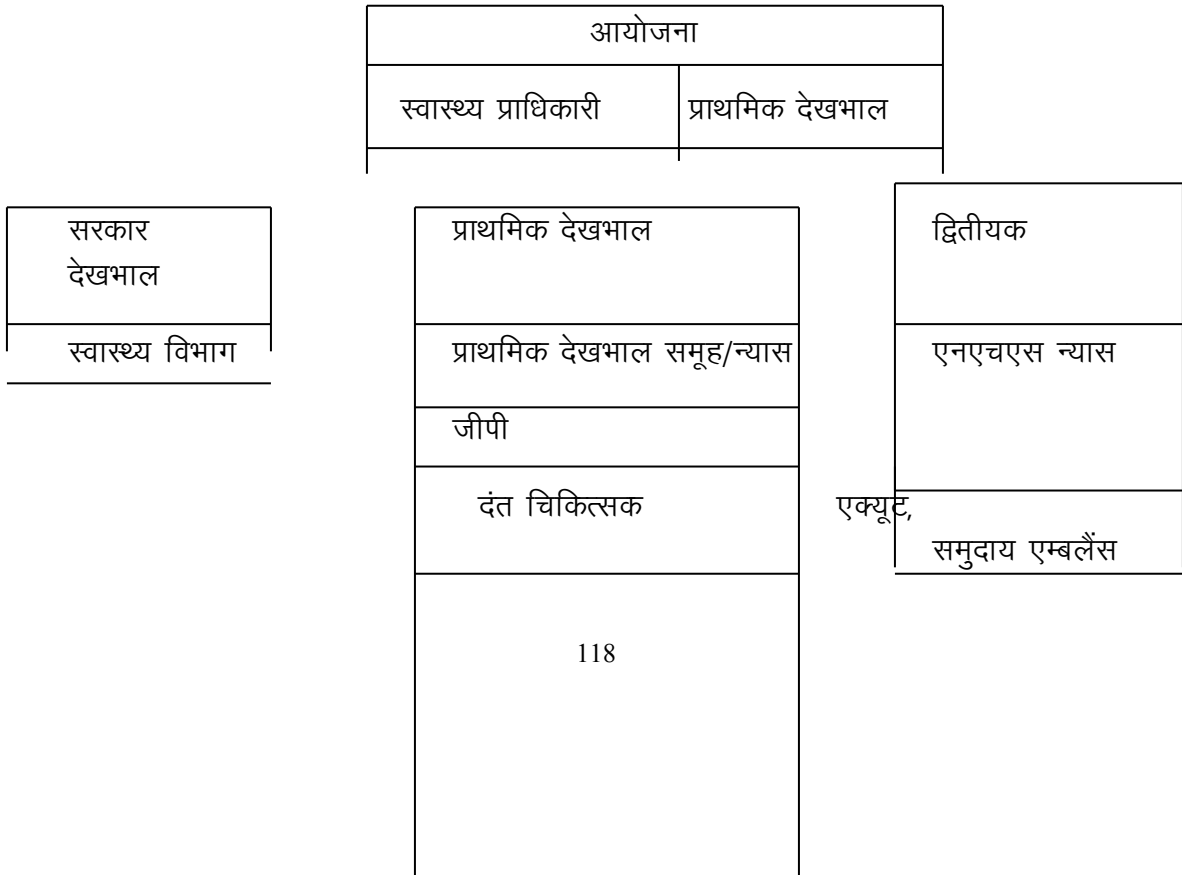 आयोजना
स्वास्थ्य प्राधिकारी प्राथमिक देखभाल
सरकार प्राथमिक देखभाल द्वितीयक
देखभाल
स्वास्थ्य विभाग प्राथमिक देखभाल समूह/न्यास एनएचएस न्यास
जीपी
दंत चिकित्सक एक्यूट,
समुदाय एम्बलैंस
118